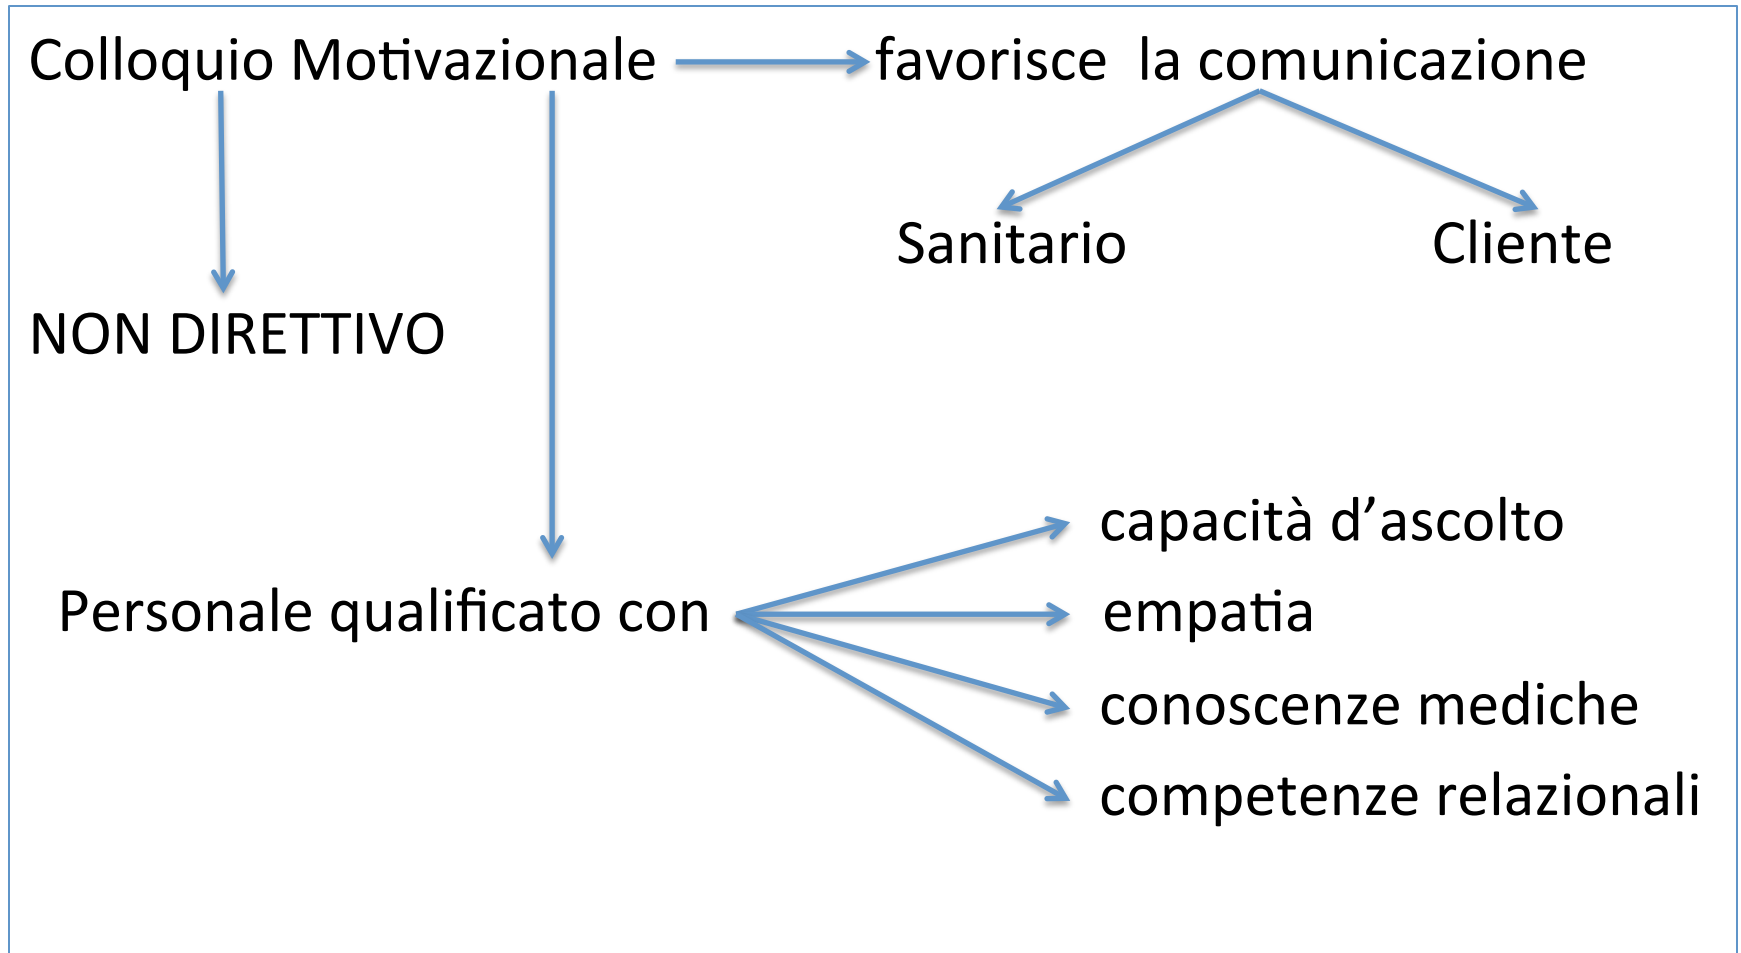 Colloquio Motivazionale favorisce la comunicazione
Sanitario Cliente
NON DIRETTIVO
capacità d’ascolto
Personale qualificato con empatia
conoscenze mediche
competenze relazionali